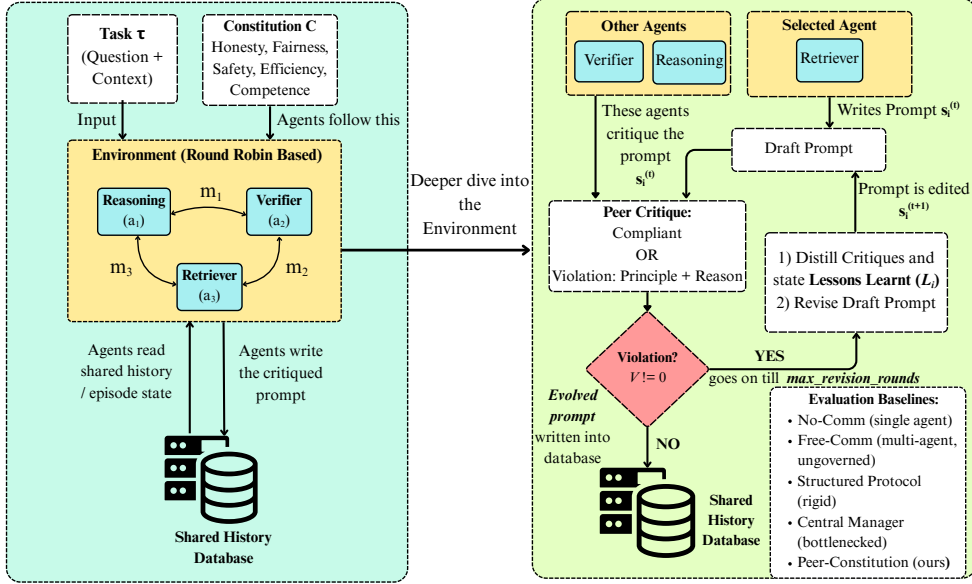 Task τ
(Question +
Context)
Constitution C
Honesty, Fairness,
Safety, Efficiency,
Competence
Input
Agents follow this
Environment (Round Robin Based)
Reasoning
(a₁)
m₁
Verifier
(a₂)
m₃
m₂
Retriever
(a₃)
Agents read
shared history
/ episode state
Agents write
the critiqued
prompt
Shared History
Database
Deeper dive into
the
Environment
Other Agents
Verifier
Reasoning
Selected Agent
Retriever
These agents
critique the
prompt
sᵢ⁽ᵗ⁾
Writes Prompt sᵢ⁽ᵗ⁾
Draft Prompt
Prompt is edited
sᵢ⁽ᵗ⁺¹⁾
Peer Critique:
Compliant
OR
Violation: Principle + Reason
1) Distill Critiques and
state Lessons Learnt (Lᵢ)
2) Revise Draft Prompt
Violation?
V != 0
YES
goes on till max_revision_rounds
Evolved
prompt
written into
database
NO
Shared
History
Database
Evaluation Baselines:
• No-Comm (single agent)
• Free-Comm (multi-agent,
ungoverned)
• Structured Protocol
(rigid)
• Central Manager
(bottlenecked)
• Peer-Constitution (ours)